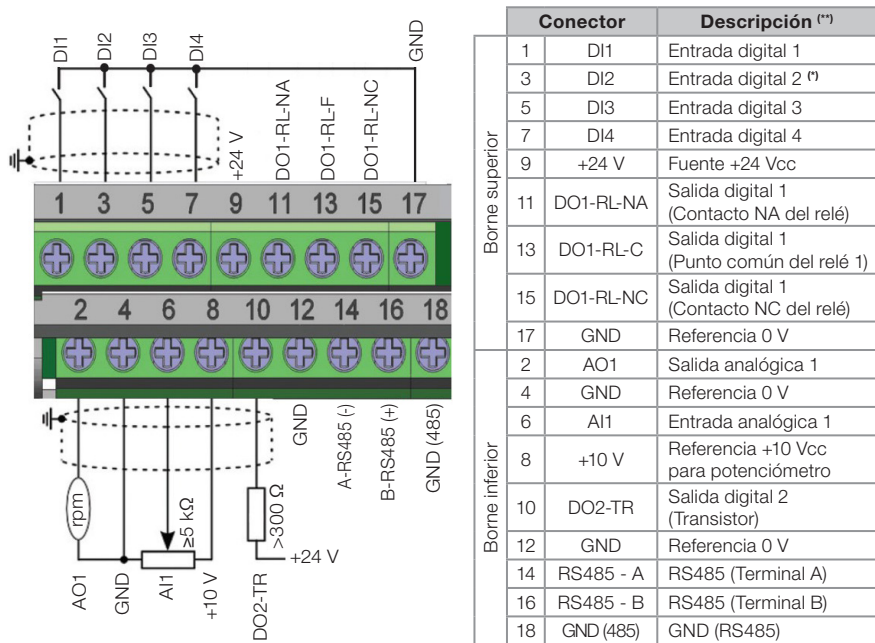 DI1
DI2
DI3
DI4
GND
+24 V
DO1-RL-NA
DO1-RL-F
DO1-RL-NC
1 3 5 7 9 11 13 15 17
2 4 6 8 10 12 14 16 18
GND
A-RS485 (-)
B-RS485 (+)
GND (485)
rpm
≥5 kΩ
>300 Ω
+24 V
AO1
GND
AI1
+10 V
DO2-TR
Conector Descripción (**)
Borne superior
1 DI1 Entrada digital 1
3 DI2 Entrada digital 2 (*)
5 DI3 Entrada digital 3
7 DI4 Entrada digital 4
9 +24 V Fuente +24 Vcc
11 DO1-RL-NA Salida digital 1
(Contacto NA del relé)
13 DO1-RL-C Salida digital 1
(Punto común del relé 1)
15 DO1-RL-NC Salida digital 1
(Contacto NC del relé)
17 GND Referencia 0 V
Borne inferior
2 AO1 Salida analógica 1
4 GND Referencia 0 V
6 AI1 Entrada analógica 1
8 +10 V Referencia +10 Vcc
para potenciómetro
10 DO2-TR Salida digital 2
(Transistor)
12 GND Referencia 0 V
14 RS485 - A RS485 (Terminal A)
16 RS485 - B RS485 (Terminal B)
18 GND (485) GND (RS485)